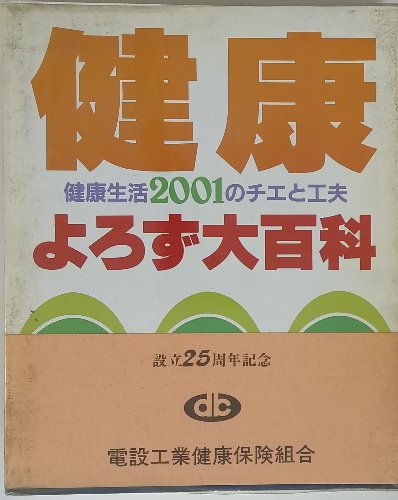 健康
健康生活2001のチエと工夫
よろず大百科
設立25周年記念
dc
電設工業健康保険組合